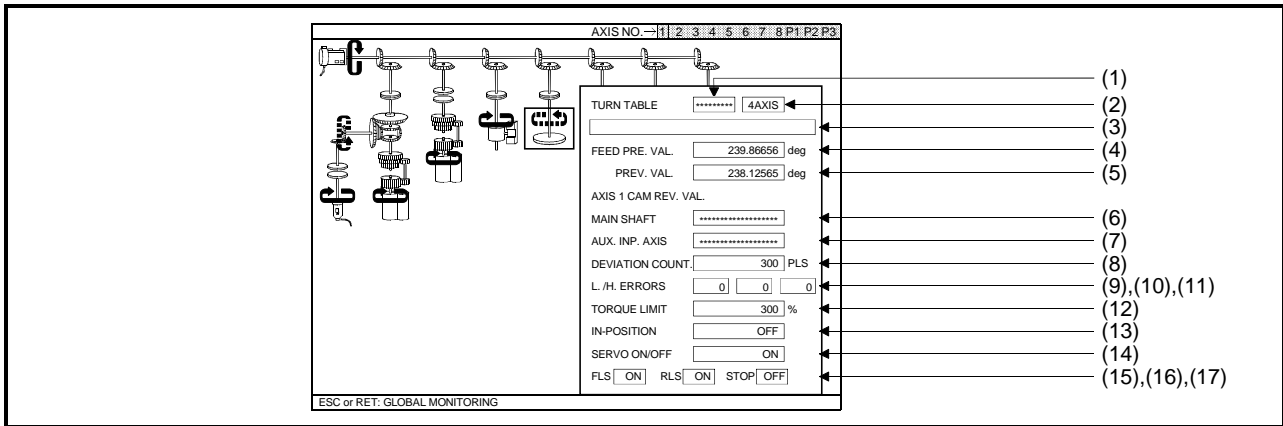 AXIS NO.→ 1 2 3 4 5 6 7 8 P1 P2 P3
TURN TABLE ********* 4AXIS
FEED PRE. VAL. 239.86656 deg
PREV. VAL. 238.12565 deg
AXIS 1 CAM REV. VAL.
MAIN SHAFT ******************
AUX. INP. AXIS ******************
DEVIATION COUNT. 300 PLS
L. /H. ERRORS 0 0 0
TORQUE LIMIT 300 %
IN-POSITION OFF
SERVO ON/OFF ON
FLS ON RLS ON STOP OFF
ESC or RET: GLOBAL MONITORING
(1)
(2)
(3)
(4)
(5)
(6)
(7)
(8)
(9),(10),(11)
(12)
(13)
(14)
(15),(16),(17)